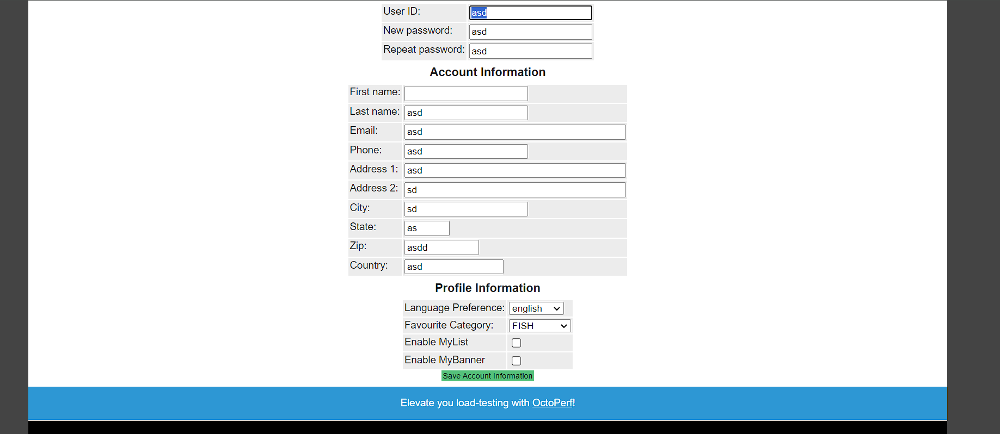 User ID: asd
New password: asd
Repeat password: asd
Account Information
First name:
Last name: asd
Email: asd
Phone: asd
Address 1: asd
Address 2: sd
City: sd
State: as
Zip: asdd
Country: asd
Profile Information
Language Preference: english
Favourite Category: FISH
Enable MyList
Enable MyBanner
Save Account Information
Elevate you load-testing with OctoPerf!